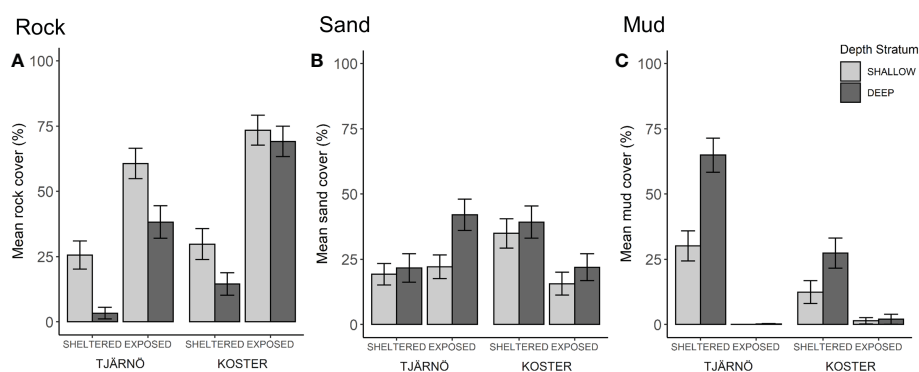 Rock
Sand
Mud
A
B
C
Depth Stratum
SHALLOW
DEEP
Mean rock cover (%)
100
75
50
25
0
SHELTERED EXPOSED
SHELTERED EXPOSED
TJÄRNÖ
KOSTER
Mean sand cover (%)
100
75
50
25
0
SHELTERED EXPOSED
SHELTERED EXPOSED
TJÄRNÖ
KOSTER
Mean mud cover (%)
100
75
50
25
0
SHELTERED EXPOSED
SHELTERED EXPOSED
TJÄRNÖ
KOSTER